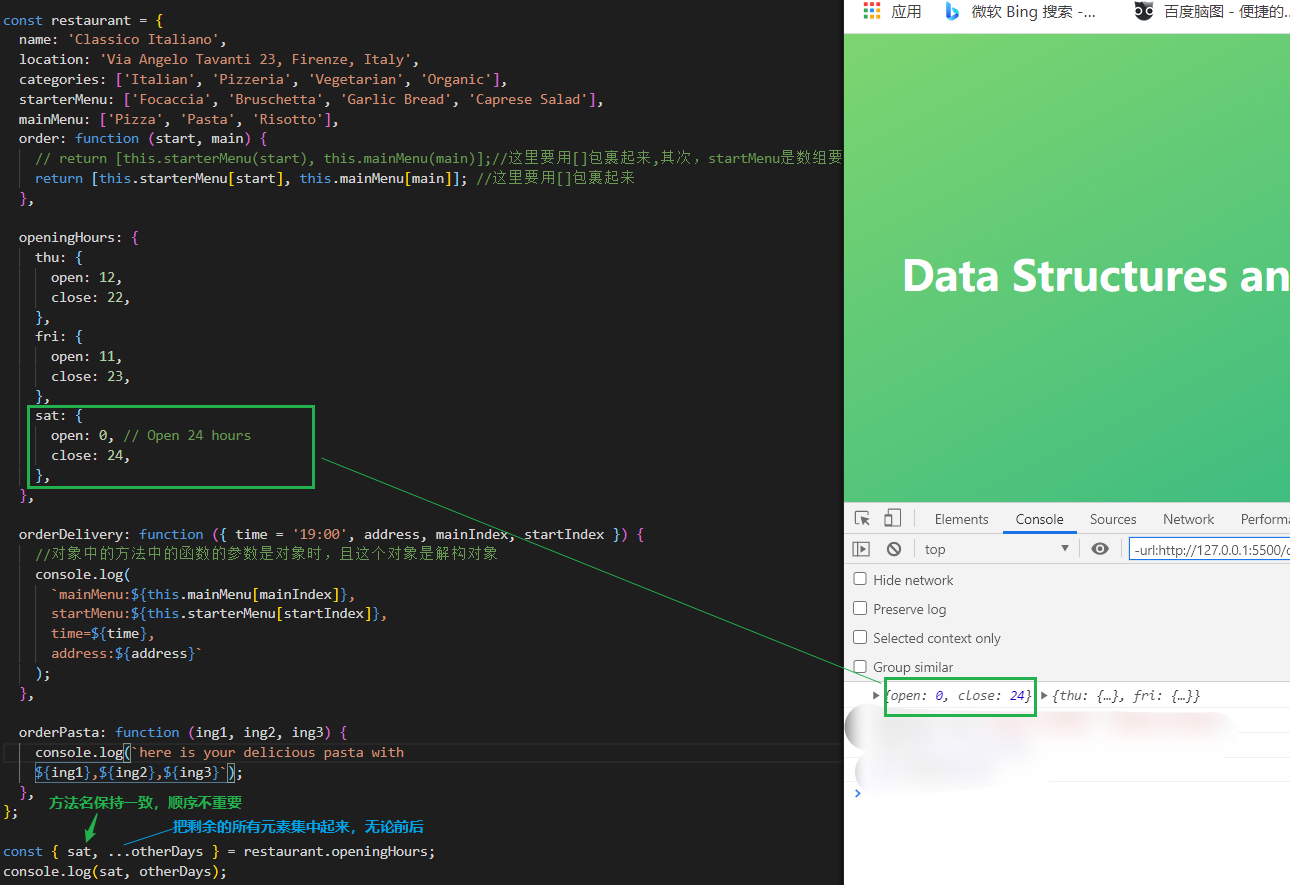 const restaurant = {
name: 'Classico Italiano',
location: 'Via Angelo Tavanti 23, Firenze, Italy',
categories: ['Italian', 'Pizzeria', 'Vegetarian', 'Organic'],
starterMenu: ['Focaccia', 'Bruschetta', 'Garlic Bread', 'Caprese Salad'],
mainMenu: ['Pizza', 'Pasta', 'Risotto'],
order: function (start, main) {
// return [this.starterMenu(start), this.mainMenu(main)];//这里要用[]包裹起来,其次，startMenu是数组要
return [this.starterMenu[start], this.mainMenu[main]]; //这里要用[]包裹起来
},
openingHours: {
thu: {
open: 12,
close: 22,
},
fri: {
open: 11,
close: 23,
},
sat: {
open: 0, // Open 24 hours
close: 24,
},
},
orderDelivery: function ({ time = '19:00', address, mainIndex, startIndex }) {
//对象中的方法中的函数的参数是对象时，且这个对象是解构对象
console.log(
`mainMenu:${this.mainMenu[mainIndex]},
startMenu:${this.starterMenu[startIndex]},
time=${time},
address:${address}`
);
},
orderPasta: function (ing1, ing2, ing3) {
console.log(`here is your delicious pasta with
${ing1},${ing2},${ing3}`);
},
};
方法名保持一致，顺序不重要
把剩余的所有元素集中起来，无论前后
const { sat, ...otherDays } = restaurant.openingHours;
console.log(sat, otherDays);
应用 微软 Bing 搜索 -... 百度脑图 - 便捷的...
Data Structures an
Elements Console Sources Network Performa
top -url:http://127.0.0.1:5500/
Hide network
Preserve log
Selected context only
Group similar
{open: 0, close: 24} {thu: {…}, fri: {…}}